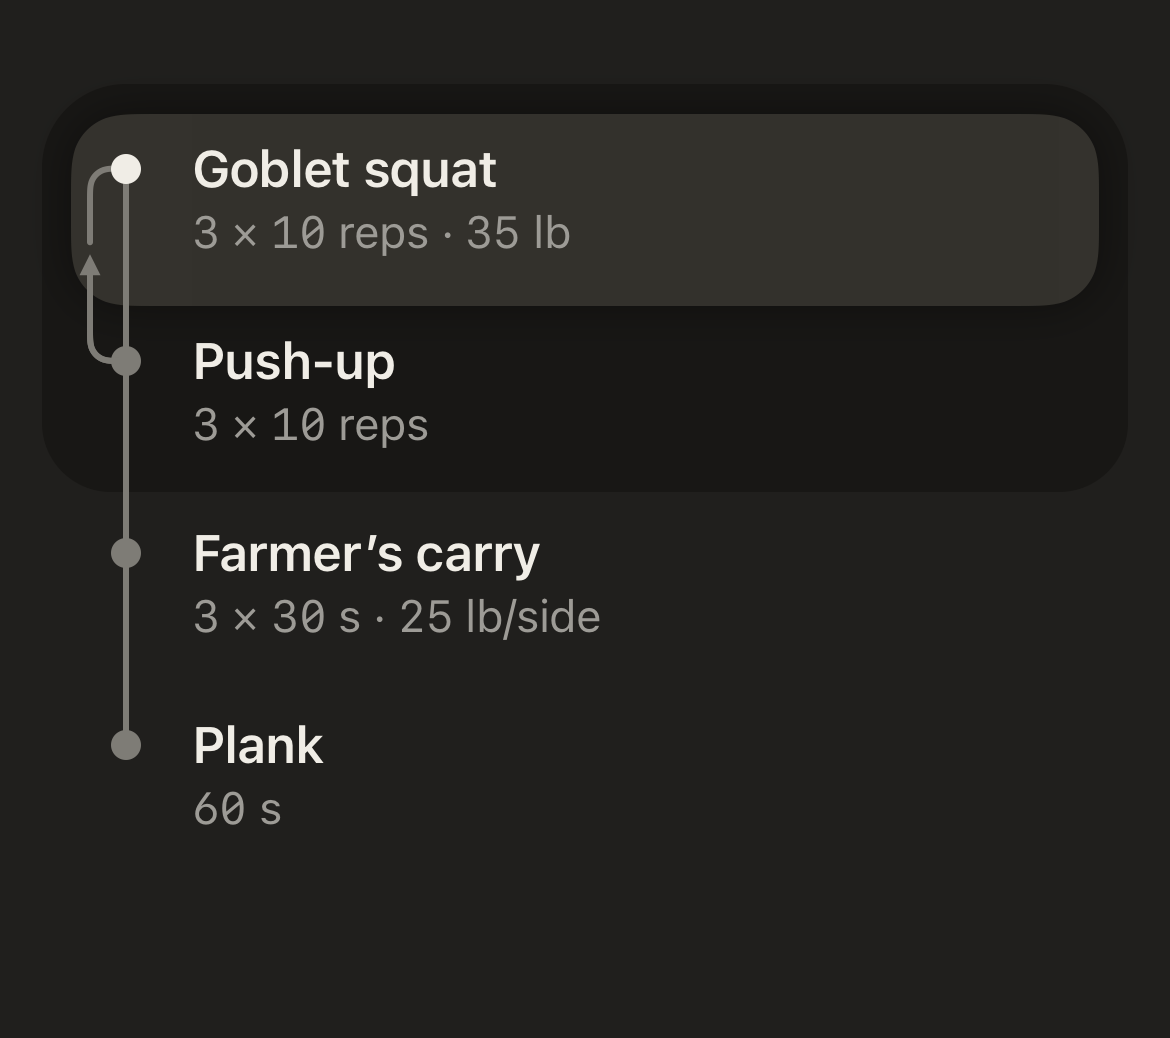 Goblet squat
3 × 10 reps · 35 lb
Push-up
3 × 10 reps
Farmer’s carry
3 × 30 s · 25 lb/side
Plank
60 s